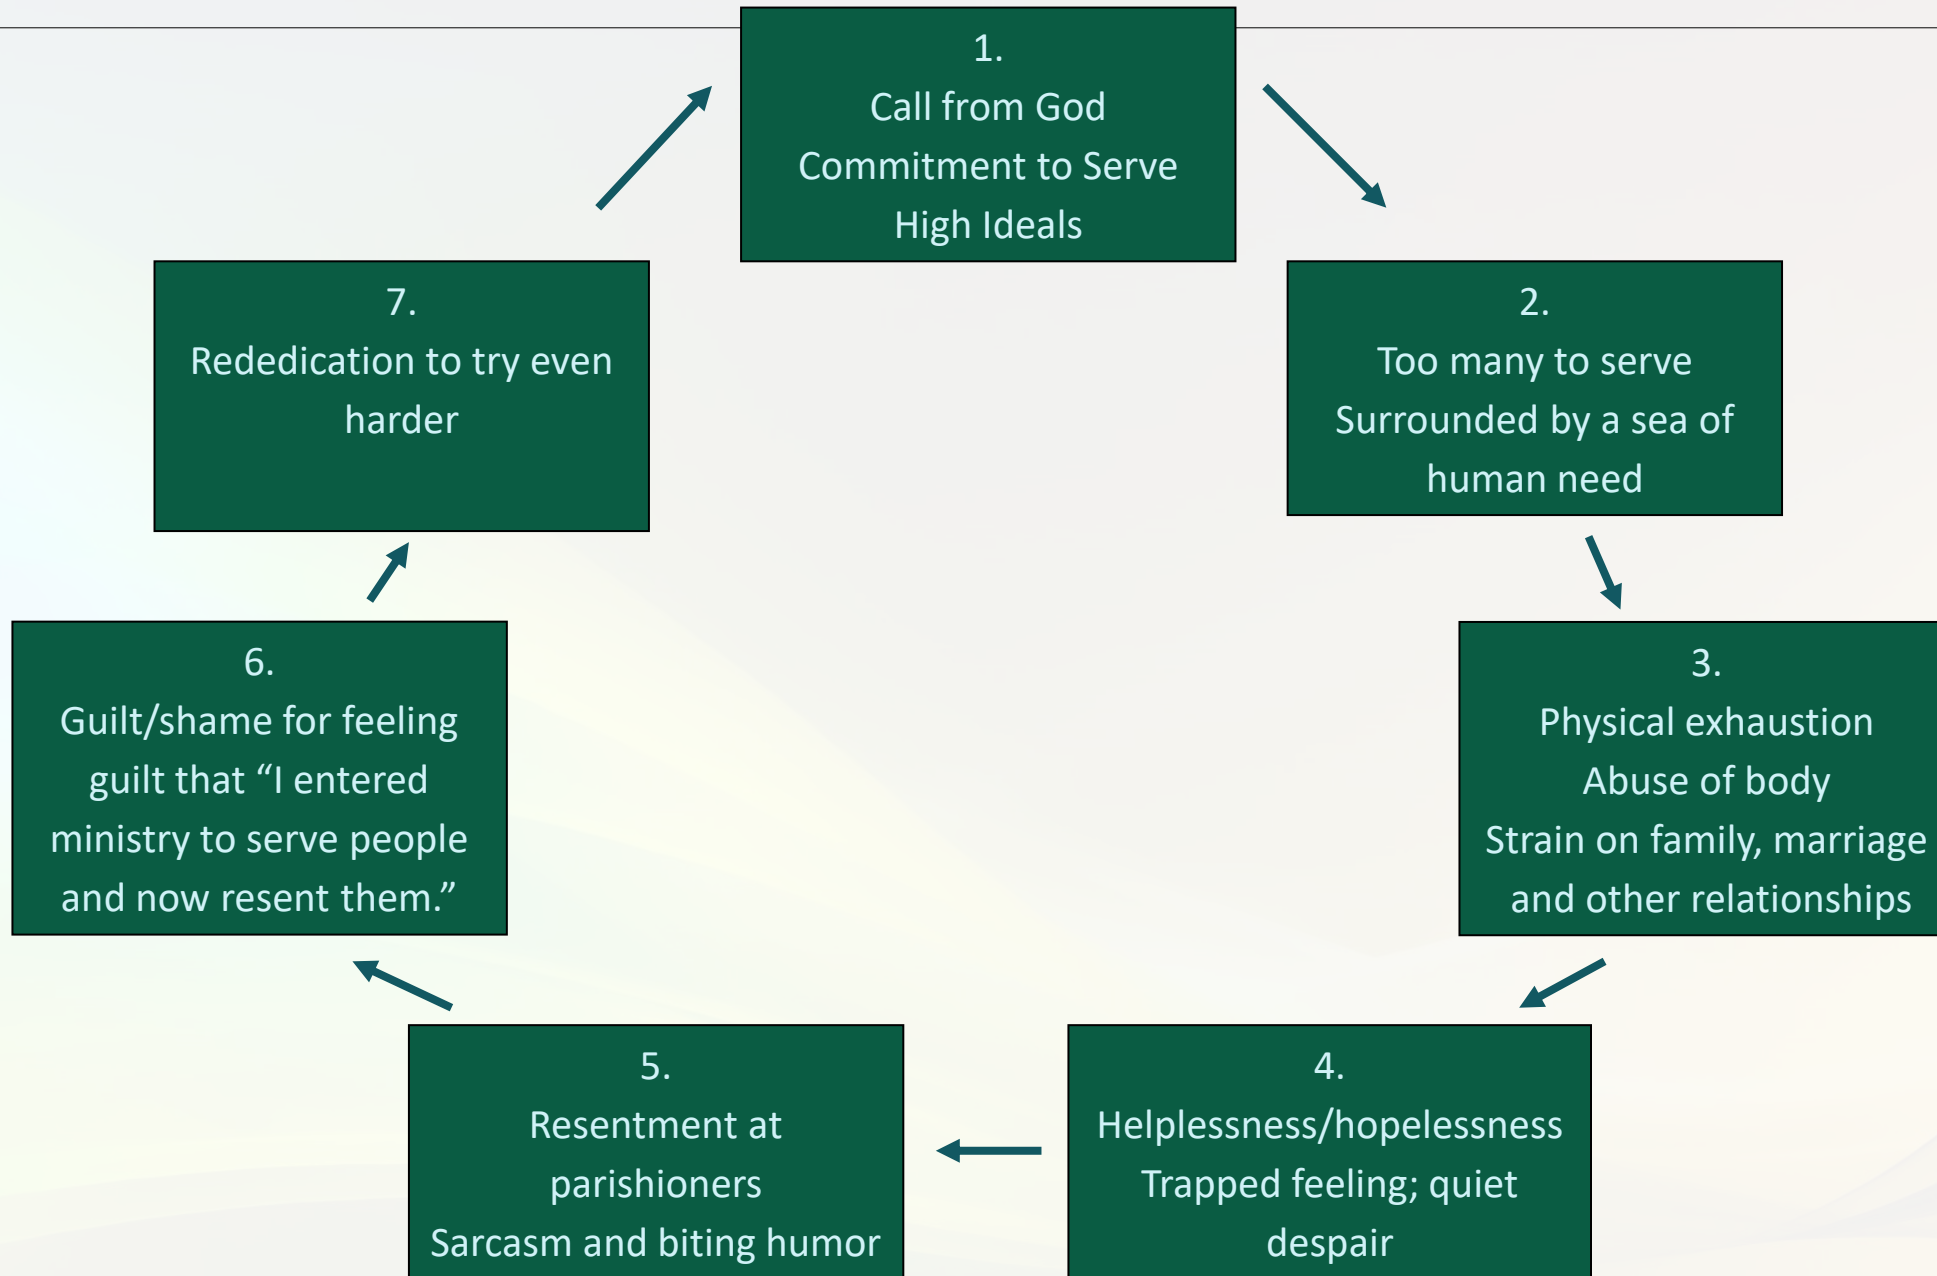 1.
Call from God
Commitment to Serve
High Ideals
2.
Too many to serve
Surrounded by a sea of
human need
3.
Physical exhaustion
Abuse of body
Strain on family, marriage
and other relationships
4.
Helplessness/hopelessness
Trapped feeling; quiet
despair
5.
Resentment at
parishioners
Sarcasm and biting humor
6.
Guilt/shame for feeling
guilt that “I entered
ministry to serve people
and now resent them.”
7.
Rededication to try even
harder